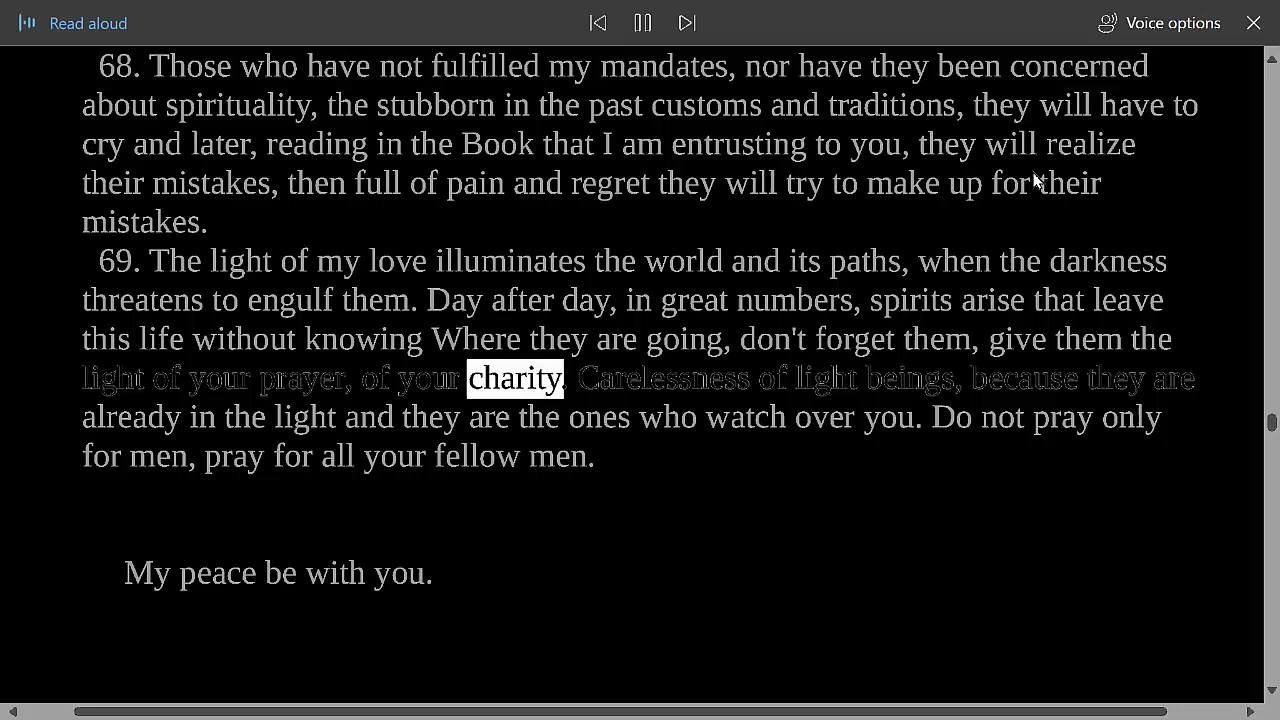 Read aloud
Voice options
68. Those who have not fulfilled my mandates, nor have they been concerned
about spirituality, the stubborn in the past customs and traditions, they will have to
cry and later, reading in the Book that I am entrusting to you, they will realize
their mistakes, then full of pain and regret they will try to make up for their
mistakes.
69. The light of my love illuminates the world and its paths, when the darkness
threatens to engulf them. Day after day, in great numbers, spirits arise that leave
this life without knowing Where they are going, don't forget them, give them the
light of your prayer, of your charity. Carelessness of light beings, because they are
already in the light and they are the ones who watch over you. Do not pray only
for men, pray for all your fellow men.
My peace be with you.